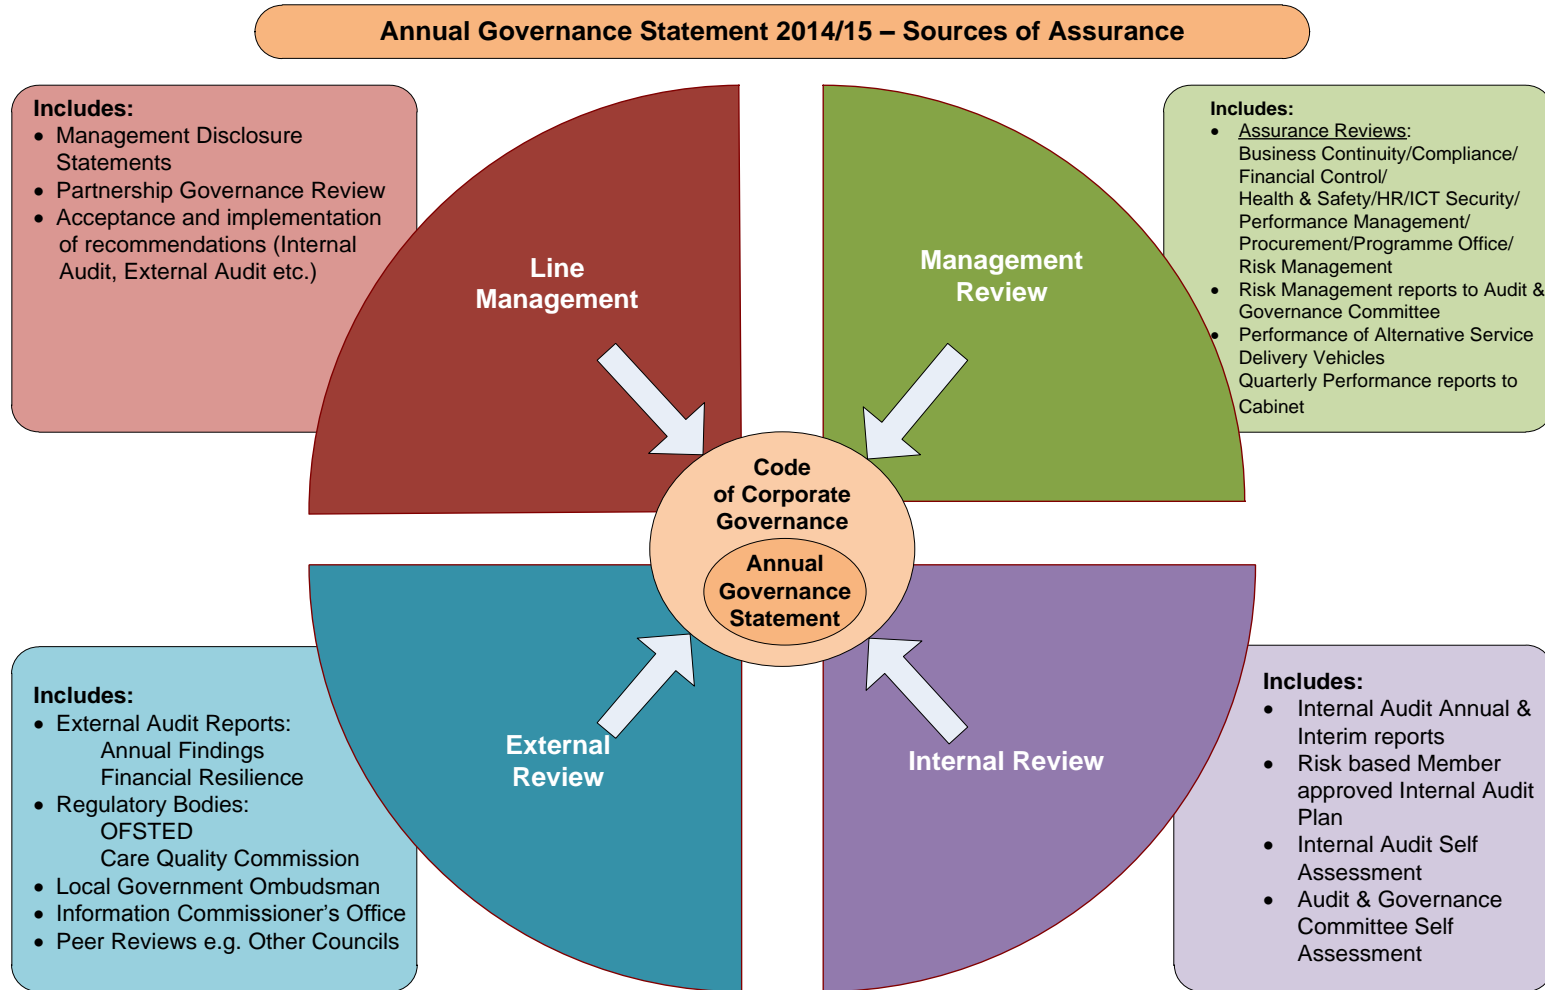 Annual Governance Statement 2014/15 – Sources of Assurance
Includes:
• Management Disclosure
Statements
• Partnership Governance Review
• Acceptance and implementation
of recommendations (Internal
Audit, External Audit etc.)
Line
Management
Management
Review
Includes:
• Assurance Reviews:
Business Continuity/Compliance/
Financial Control/
Health & Safety/HR/ICT Security/
Performance Management/
Procurement/Programme Office/
Risk Management
• Risk Management reports to Audit &
Governance Committee
• Performance of Alternative Service
Delivery Vehicles
Quarterly Performance reports to
Cabinet
Code
of Corporate
Governance
Annual
Governance
Statement
Includes:
• External Audit Reports:
Annual Findings
Financial Resilience
• Regulatory Bodies:
OFSTED
Care Quality Commission
• Local Government Ombudsman
• Information Commissioner’s Office
• Peer Reviews e.g. Other Councils
External
Review
Internal Review
Includes:
• Internal Audit Annual &
Interim reports
• Risk based Member
approved Internal Audit
Plan
• Internal Audit Self
Assessment
• Audit & Governance
Committee Self
Assessment